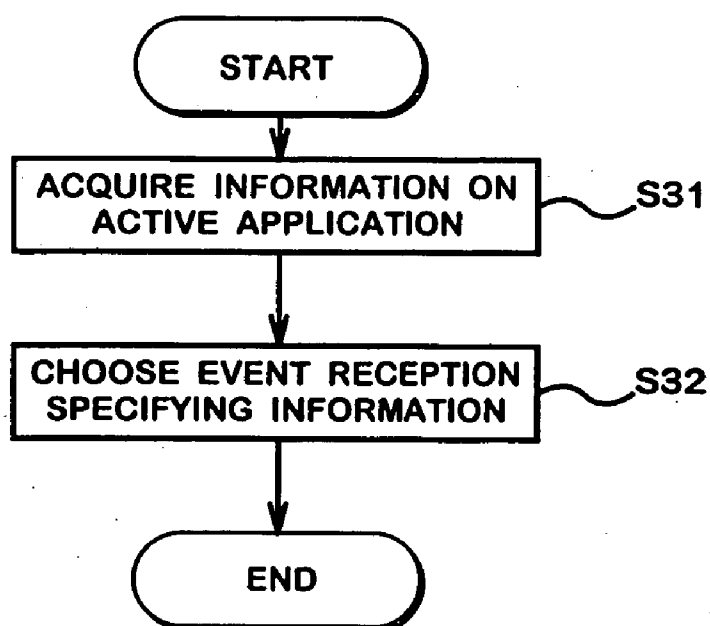 START
ACQUIRE INFORMATION ON
ACTIVE APPLICATION
S31
CHOOSE EVENT RECEPTION
SPECIFYING INFORMATION
S32
END